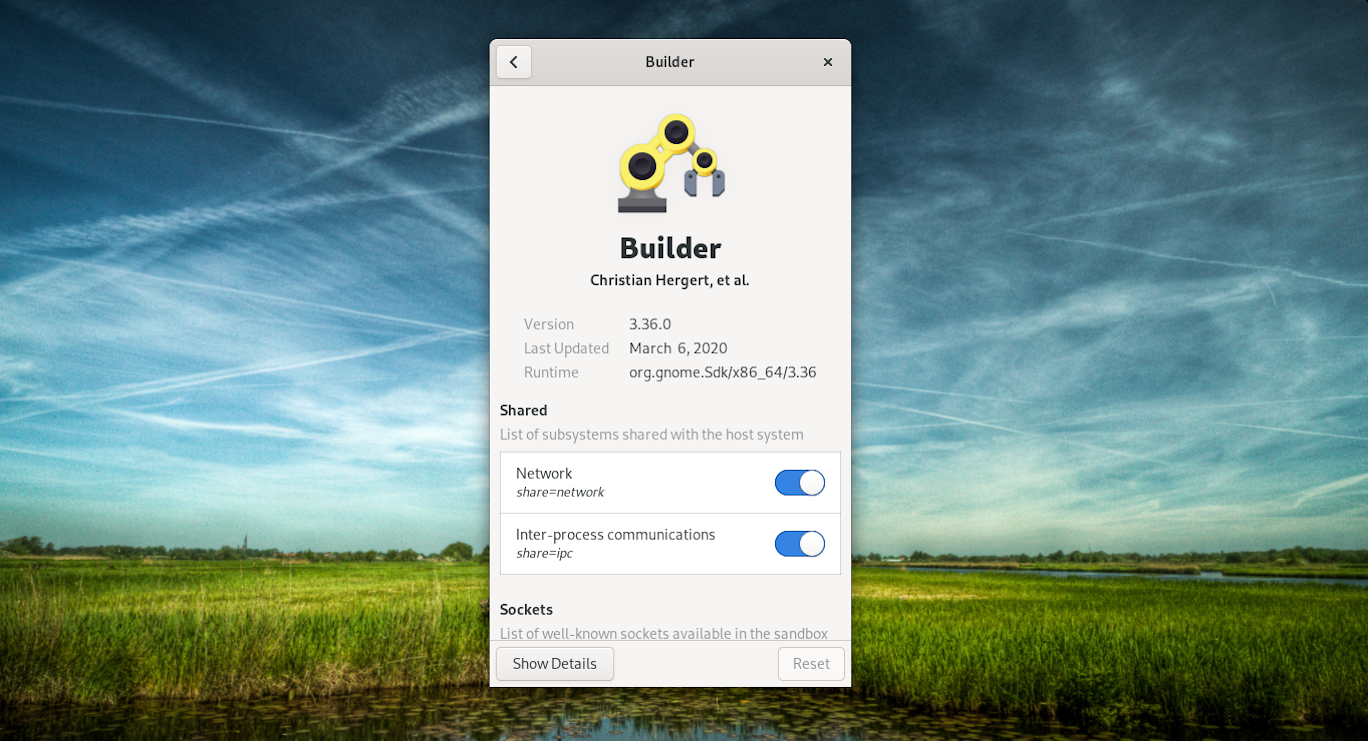 Builder
Builder
Christian Hergert, et al.
Version 3.36.0
Last Updated March 6, 2020
Runtime org.gnome.Sdk/x86_64/3.36
Shared
List of subsystems shared with the host system
Network
share=network
Inter-process communications
share=ipc
Sockets
List of well-known sockets available in the sandbox
Show Details Reset